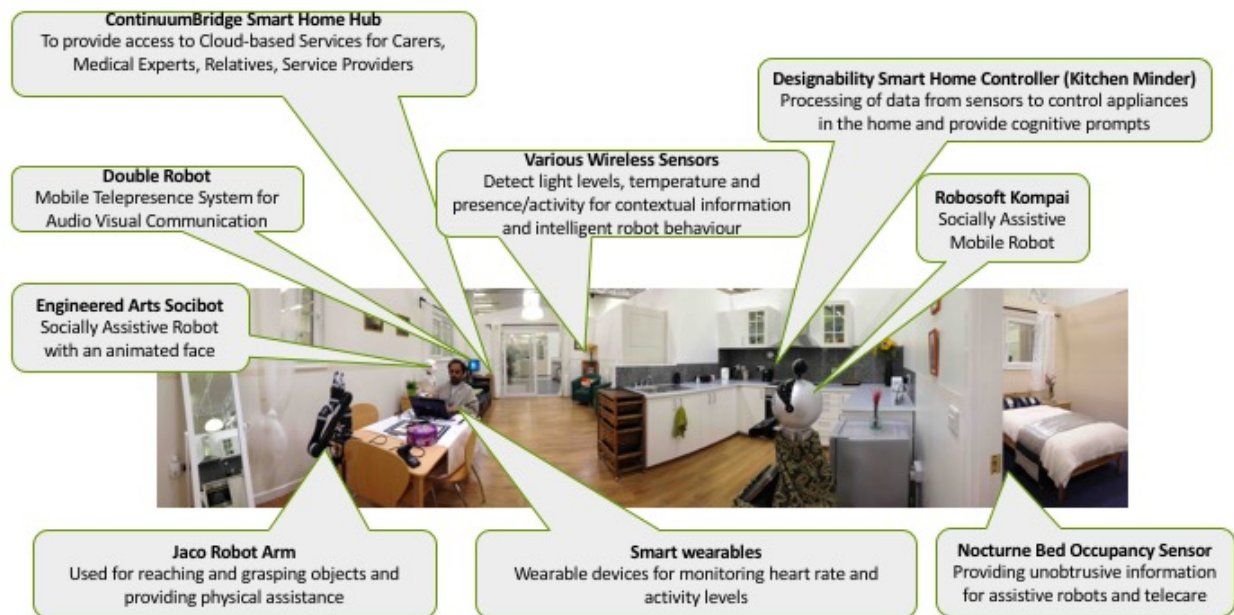 ContinuumBridge Smart Home Hub
To provide access to Cloud-based Services for Carers,
Medical Experts, Relatives, Service Providers
Designability Smart Home Controller (Kitchen Minder)
Processing of data from sensors to control appliances
in the home and provide cognitive prompts
Double Robot
Mobile Telepresence System for
Audio Visual Communication
Various Wireless Sensors
Detect light levels, temperature and
presence/activity for contextual information
and intelligent robot behaviour
Robosoft Kompai
Socially Assistive
Mobile Robot
Engineered Arts Socibot
Socially Assistive Robot
with an animated face
Jaco Robot Arm
Used for reaching and grasping objects and
providing physical assistance
Smart wearables
Wearable devices for monitoring heart rate and
activity levels
Nocturne Bed Occupancy Sensor
Providing unobtrusive information
for assistive robots and telecare